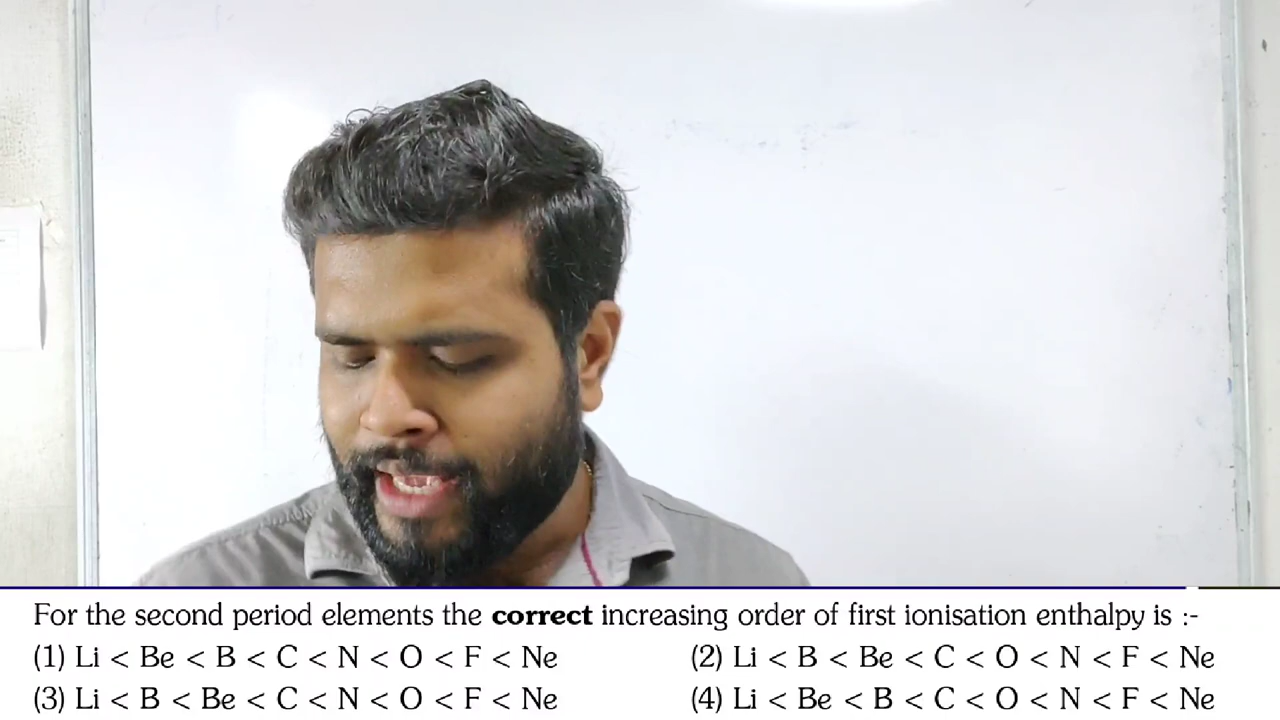 For the second period elements the correct increasing order of first ionisation enthalpy is :-
(1) Li < Be < B < C < N < O < F < Ne
(2) Li < B < Be < C < O < N < F < Ne
(3) Li < B < Be < C < N < O < F < Ne
(4) Li < Be < B < C < O < N < F < Ne